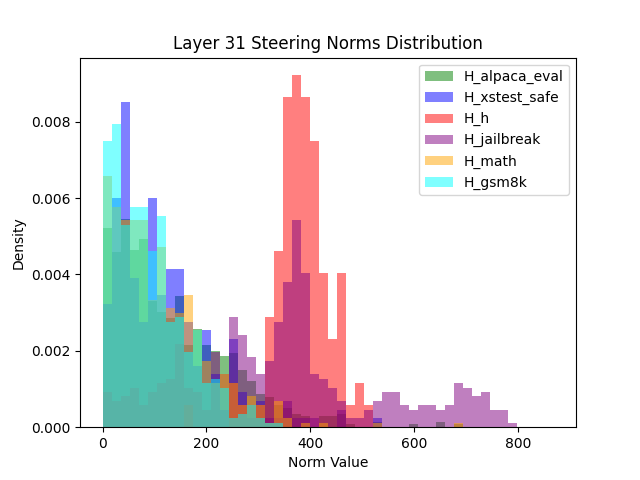 Layer 31 Steering Norms Distribution
H_alpaca_eval
H_xstest_safe
H_h
H_jailbreak
H_math
H_gsm8k
Density
0.008
0.006
0.004
0.002
0.000
0
200
400
600
800
Norm Value